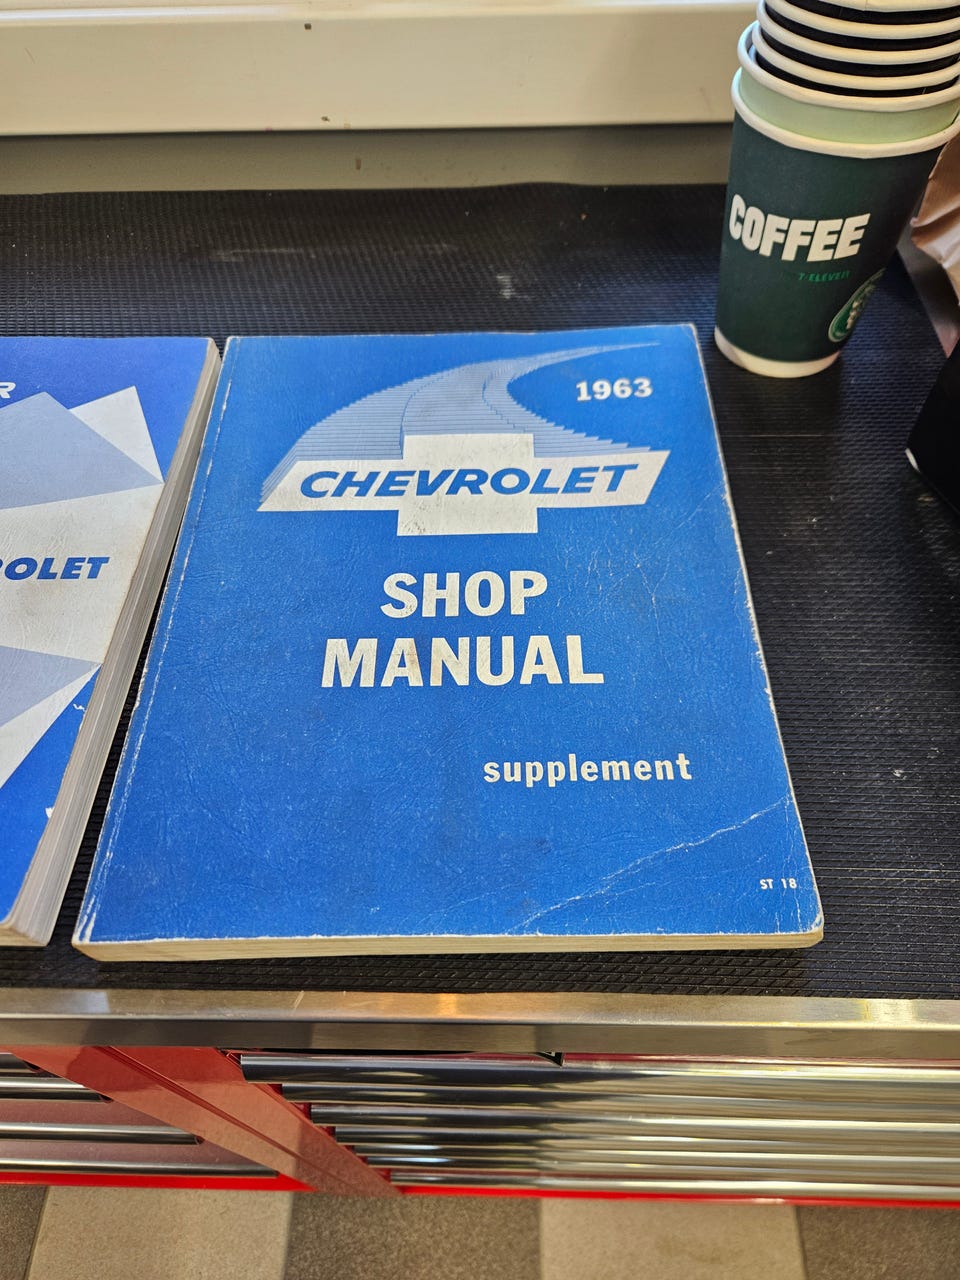 R
ROLET
1963
CHEVROLET
SHOP
MANUAL
supplement
ST 18
COFFEE
7-ELEVEN